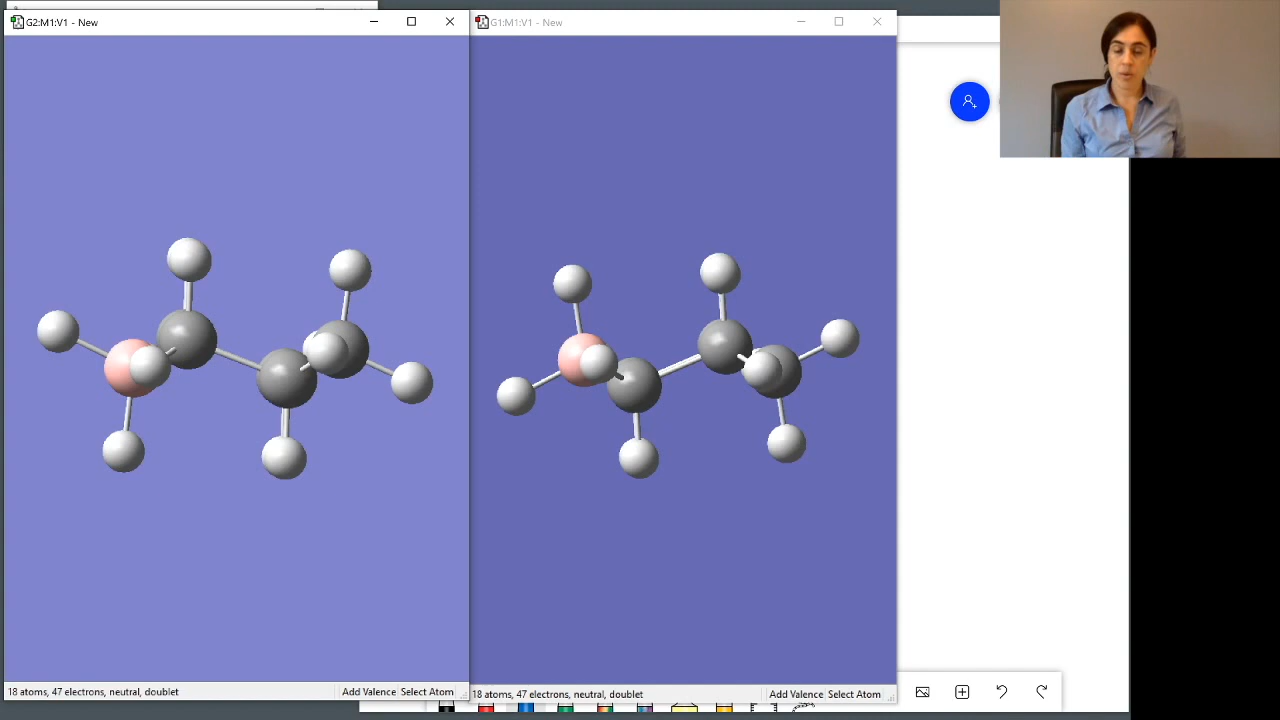 G2:M1:V1 - New
G1:M1:V1 - New
18 atoms, 47 electrons, neutral, doublet
Add Valence
Select Atom
18 atoms, 47 electrons, neutral, doublet
Add Valence
Select Atom